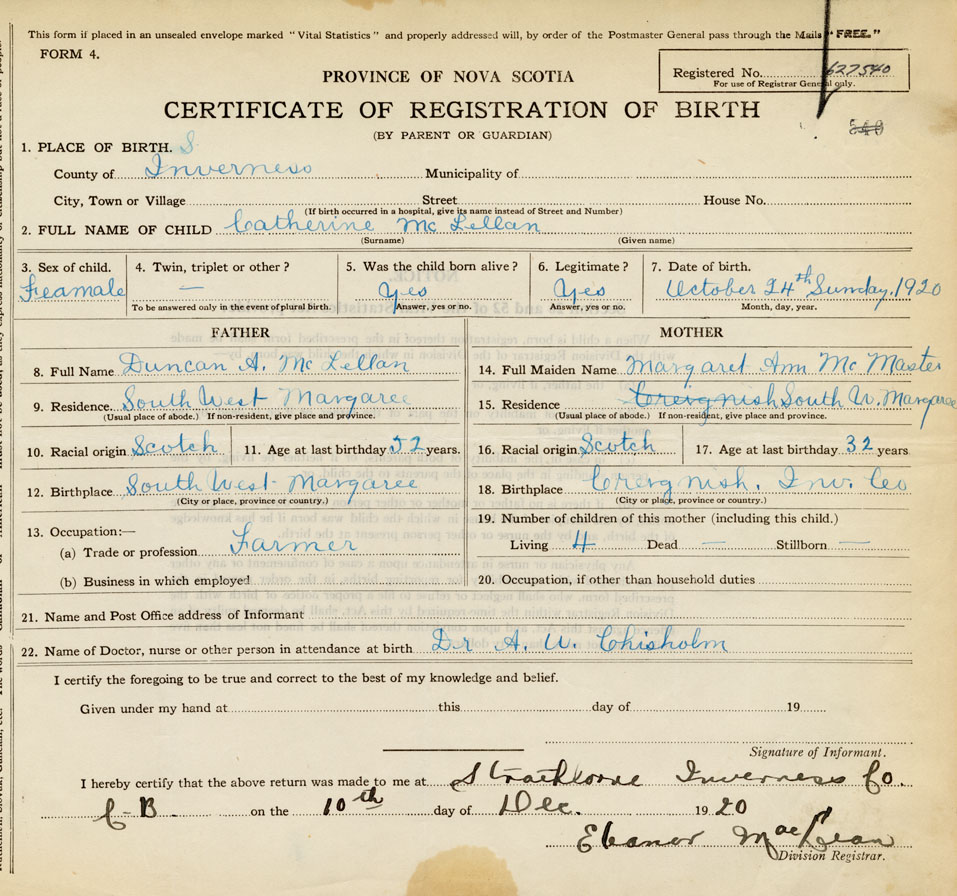 This form if placed in an unsealed envelope marked "Vital Statistics" and properly addressed will, by order of the Postmaster General pass through the Mails "FREE."
FORM 4.
PROVINCE OF NOVA SCOTIA
Registered No. 627540
For use of Registrar General only.
CERTIFICATE OF REGISTRATION OF BIRTH
(BY PARENT OR GUARDIAN)
540
1. PLACE OF BIRTH. S
County of Inverness Municipality of
City, Town or Village Street House No.
(If birth occurred in a hospital, give its name instead of Street and Number)
2. FULL NAME OF CHILD Catherine McLellan
(Surname) (Given name)
3. Sex of child. 4. Twin, triplet or other? 5. Was the child born alive? 6. Legitimate? 7. Date of birth.
Feamale — Yes Yes October 24th Sunday, 1920
To be answered only in the event of plural birth. Answer, yes or no. Answer, yes or no. Month, day, year.
FATHER MOTHER
8. Full Name Duncan A. McLellan 14. Full Maiden Name Margaret Ann McMaster
9. Residence South West Margaree 15. Residence Creignish South W. Margaree
(Usual place of abode.) If non-resident, give place and province. (Usual place of abode.) If non-resident, give place and province.
10. Racial origin Scotch 11. Age at last birthday 52 years. 16. Racial origin Scotch 17. Age at last birthday 32 years
12. Birthplace South West Margaree 18. Birthplace Creignish. Inv. Co
(City or place, province or country.) (City or place, province or country.)
13. Occupation:— 19. Number of children of this mother (including this child.)
(a) Trade or profession Farmer Living 4 Dead — Stillborn —
(b) Business in which employed 20. Occupation, if other than household duties
21. Name and Post Office address of Informant
22. Name of Doctor, nurse or other person in attendance at birth Dr A. W. Chisholm
I certify the foregoing to be true and correct to the best of my knowledge and belief.
Given under my hand at this day of 19
Signature of Informant.
I hereby certify that the above return was made to me at Strathlorne Inverness Co.
C-B on the 10th day of Dec. 1920
Eleanor MacLean
Division Registrar.